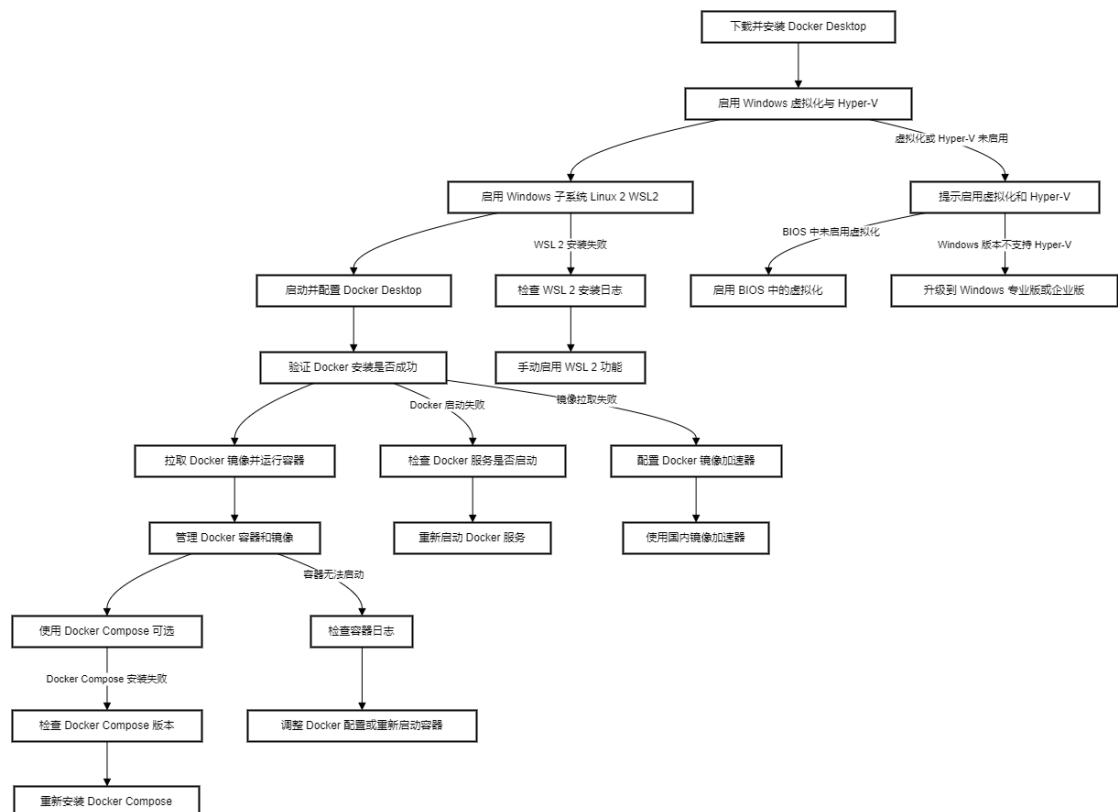 下载并安装 Docker Desktop
启用 Windows 虚拟化与 Hyper-V
虚拟化或 Hyper-V 未启用
启用 Windows 子系统 Linux 2 WSL2
提示启用虚拟化和 Hyper-V
BIOS 中未启用虚拟化
WSL 2 安装失败
Windows 版本不支持 Hyper-V
启动并配置 Docker Desktop
检查 WSL 2 安装日志
启用 BIOS 中的虚拟化
升级到 Windows 专业版或企业版
验证 Docker 安装是否成功
手动启用 WSL 2 功能
Docker 启动失败
镜像拉取失败
拉取 Docker 镜像并运行容器
检查 Docker 服务是否启动
配置 Docker 镜像加速器
管理 Docker 容器和镜像
重新启动 Docker 服务
使用国内镜像加速器
容器无法启动
使用 Docker Compose 可选
检查容器日志
Docker Compose 安装失败
检查 Docker Compose 版本
调整 Docker 配置或重新启动容器
重新安装 Docker Compose